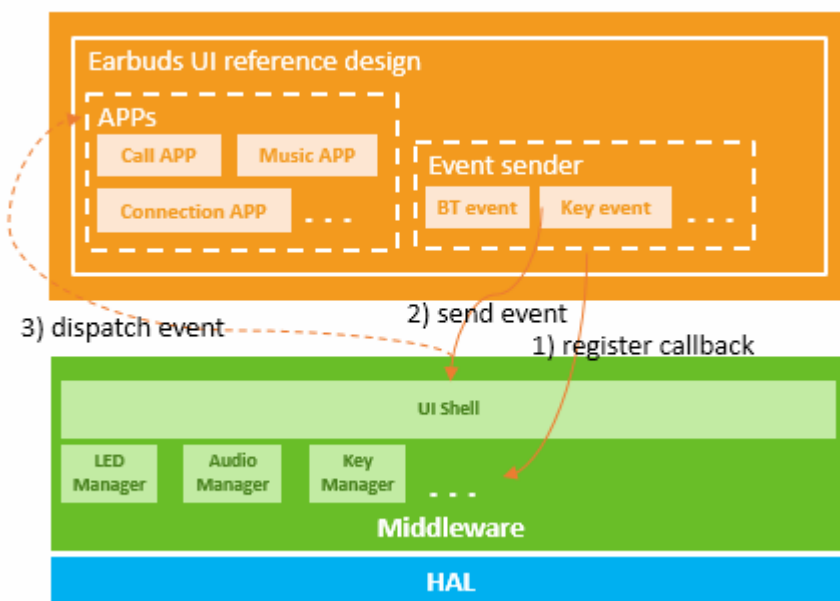 Earbuds UI reference design
APPs
Call APP
Music APP
Connection APP
. . .
Event sender
BT event
Key event
. . .
3) dispatch event
2) send event
1) register callback
UI Shell
LED
Manager
Audio
Manager
Key
Manager
. . .
Middleware
HAL